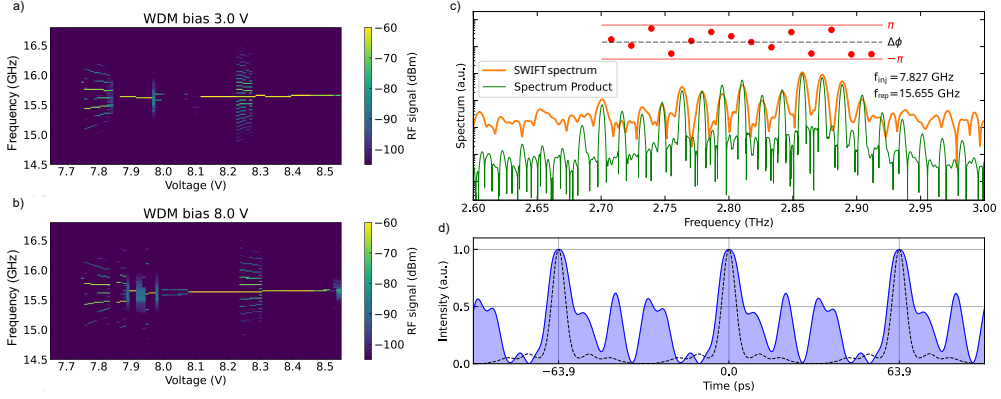 a)
WDM bias 3.0 V
Frequency (GHz)
16.5
16.0
15.5
15.0
14.5
7.7 7.8 7.9 8.0 8.1 8.2 8.3 8.4 8.5
Voltage (V)
−60
−70
−80
−90
−100
RF signal (dBm)
b)
WDM bias 8.0 V
Frequency (GHz)
16.5
16.0
15.5
15.0
14.5
7.7 7.8 7.9 8.0 8.1 8.2 8.3 8.4 8.5
Voltage (V)
−60
−70
−80
−90
−100
RF signal (dBm)
c)
π
Δϕ
−π
SWIFT spectrum
Spectrum Product
f_inj=7.827 GHz
f_rep=15.655 GHz
Spectrum (a.u.)
2.60 2.65 2.70 2.75 2.80 2.85 2.90 2.95 3.00
Frequency (THz)
d)
Intensity (a.u.)
1.0
0.5
0.0
−63.9 0.0 63.9
Time (ps)